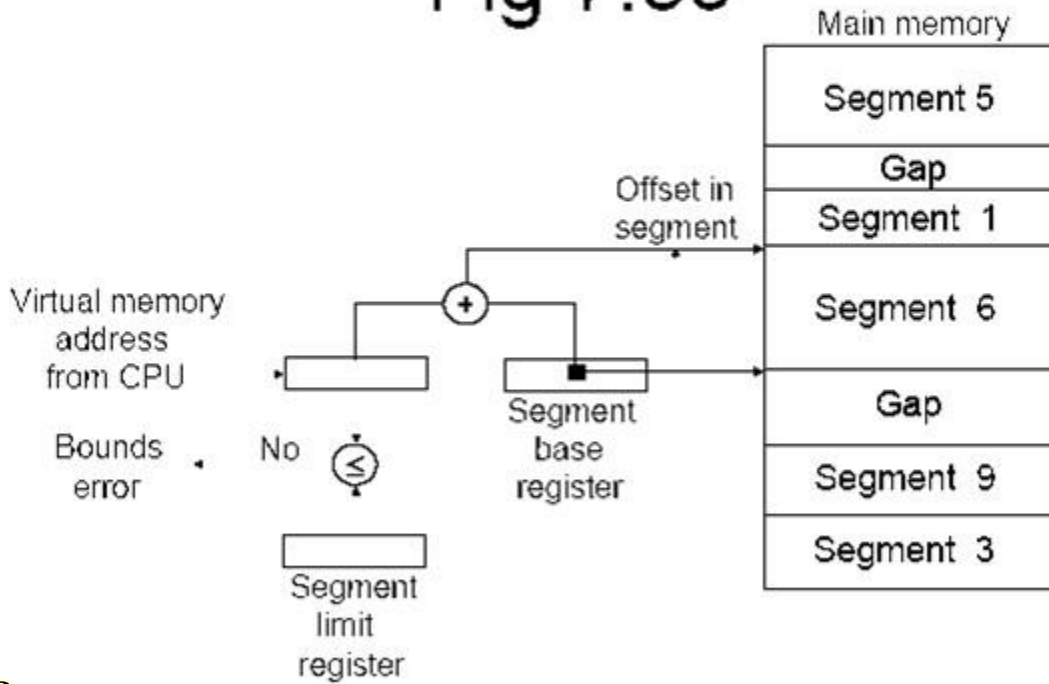 Main memory
Segment 5
Gap
Offset in
segment
Segment 1
Virtual memory
address
from CPU
+
Segment 6
Segment
base
register
Gap
Bounds
error
No
≤
Segment 9
Segment
limit
register
Segment 3